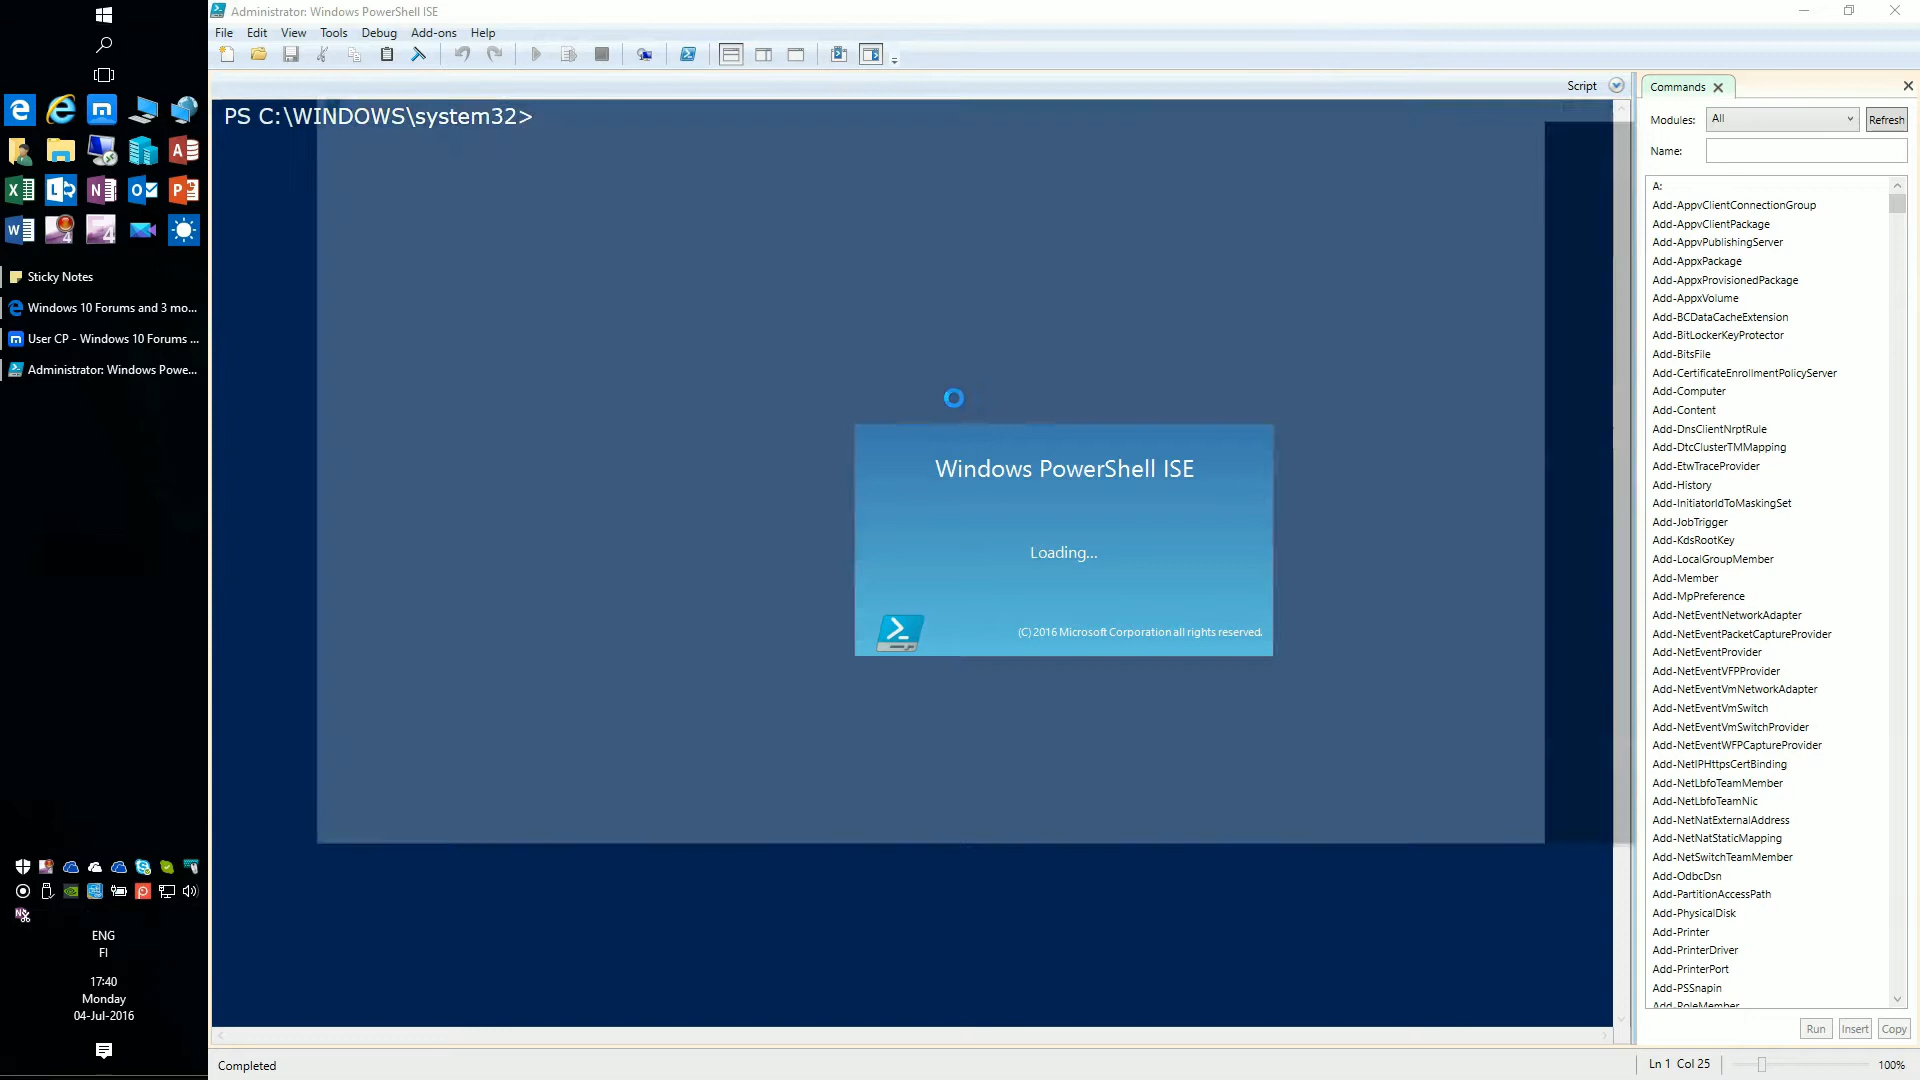 Administrator: Windows PowerShell ISE
File Edit View Tools Debug Add-ons Help
Script
PS C:\WINDOWS\system32>
Windows PowerShell ISE
Loading...
(C) 2016 Microsoft Corporation all rights reserved.
Commands
Modules: All Refresh
Name:
A:
Add-AppvClientConnectionGroup
Add-AppvClientPackage
Add-AppvPublishingServer
Add-AppxPackage
Add-AppxProvisionedPackage
Add-AppxVolume
Add-BCDataCacheExtension
Add-BitLockerKeyProtector
Add-BitsFile
Add-CertificateEnrollmentPolicyServer
Add-Computer
Add-Content
Add-DnsClientNrptRule
Add-DtcClusterTMMapping
Add-EtwTraceProvider
Add-History
Add-InitiatorIdToMaskingSet
Add-JobTrigger
Add-KdsRootKey
Add-LocalGroupMember
Add-Member
Add-MpPreference
Add-NetEventNetworkAdapter
Add-NetEventPacketCaptureProvider
Add-NetEventProvider
Add-NetEventVFPProvider
Add-NetEventVmNetworkAdapter
Add-NetEventVmSwitch
Add-NetEventVmSwitchProvider
Add-NetEventWFPCaptureProvider
Add-NetIPHttpsCertBinding
Add-NetLbfoTeamMember
Add-NetLbfoTeamNic
Add-NetNatExternalAddress
Add-NetNatStaticMapping
Add-NetSwitchTeamMember
Add-OdbcDsn
Add-PartitionAccessPath
Add-PhysicalDisk
Add-Printer
Add-PrinterDriver
Add-PrinterPort
Add-PSSnapin
Add-RoleMember
Run Insert Copy
Sticky Notes
Windows 10 Forums and 3 mo...
User CP - Windows 10 Forums ...
Administrator: Windows Powe...
ENG
FI
17:40
Monday
04-Jul-2016
Completed
Ln 1 Col 25
100%